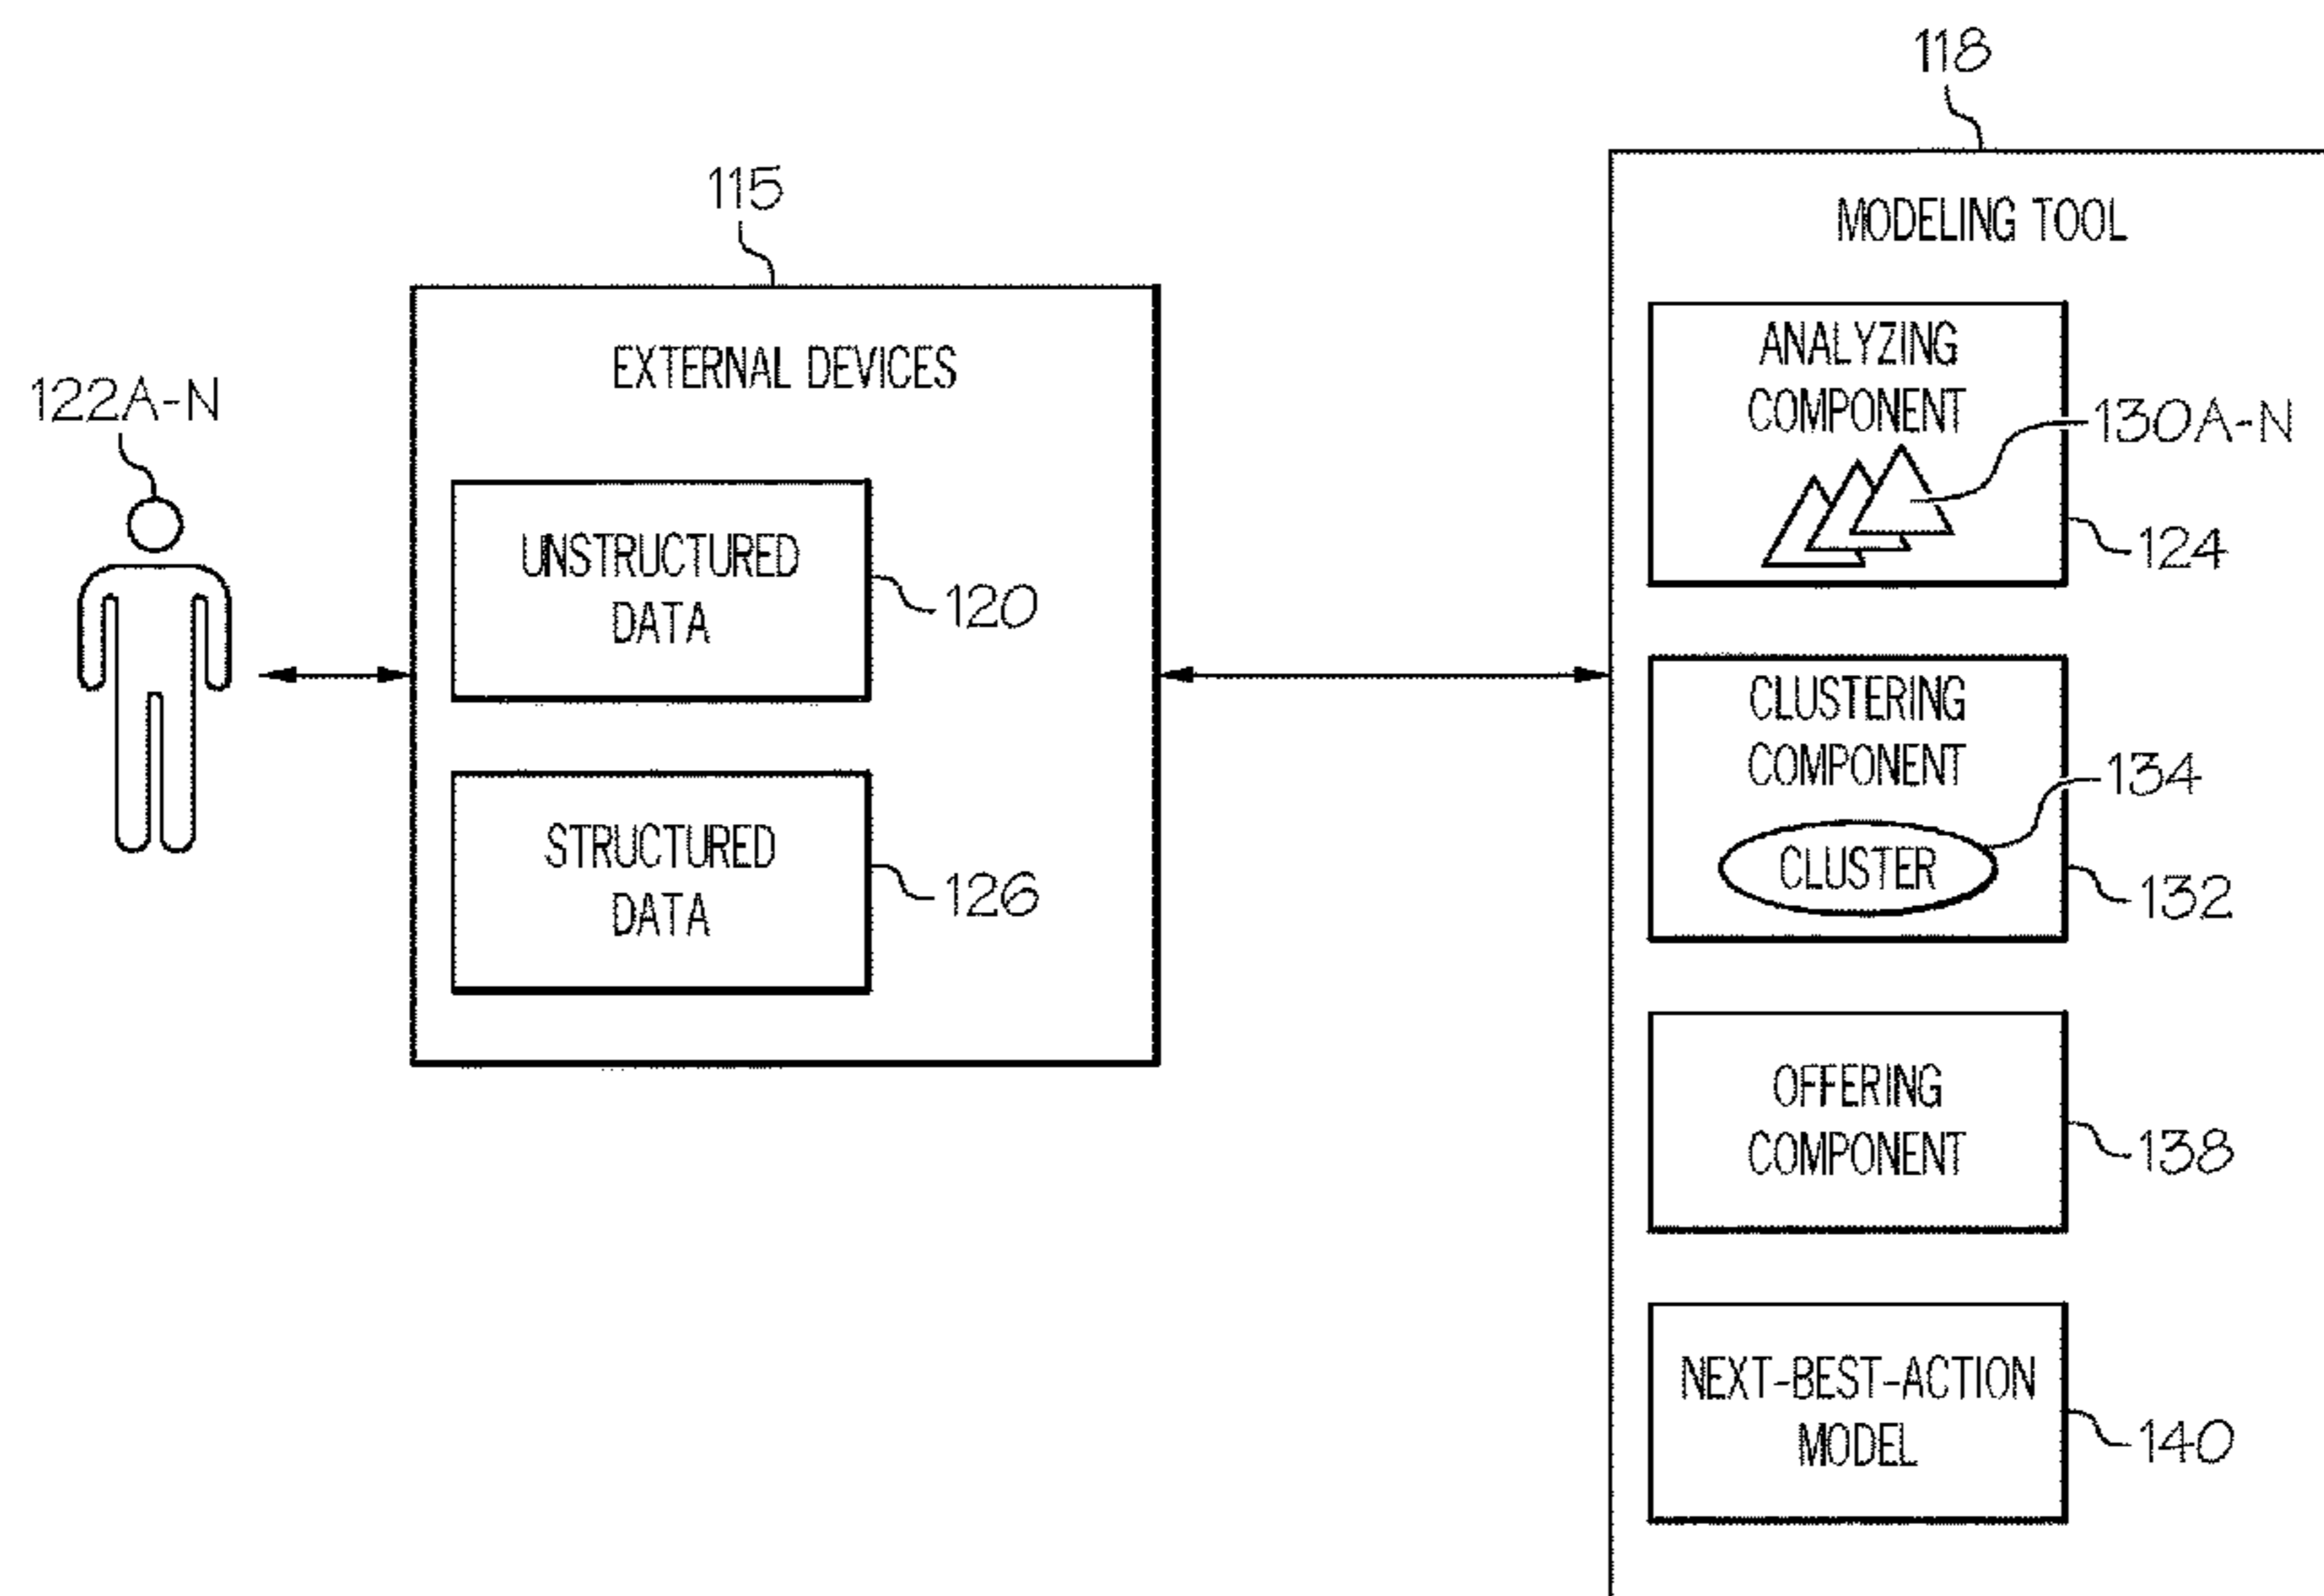 118
MODELING TOOL
115
EXTERNAL DEVICES
ANALYZING
COMPONENT
130A-N
122A-N
124
UNSTRUCTURED
DATA
120
CLUSTERING
COMPONENT
134
CLUSTER
132
STRUCTURED
DATA
126
OFFERING
COMPONENT
138
NEXT-BEST-ACTION
MODEL
140